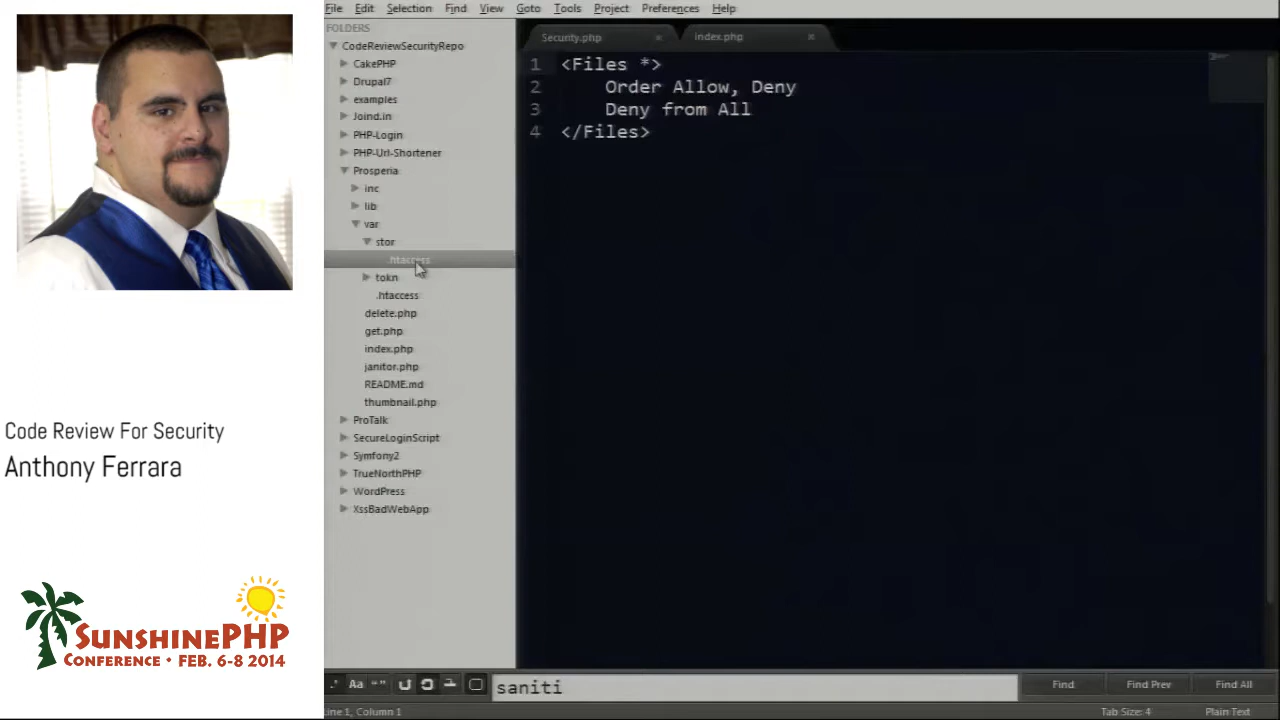 File Edit Selection Find View Goto Tools Project Preferences Help
FOLDERS
CodeReviewSecurityRepo
CakePHP
Drupal7
examples
Joind.in
PHP-Login
PHP-Url-Shortener
Prosperia
inc
lib
var
stor
.htaccess
tokn
.htaccess
delete.php
get.php
index.php
janitor.php
README.md
thumbnail.php
ProTalk
SecureLoginScript
Symfony2
TrueNorthPHP
WordPress
XssBadWebApp
Security.php × index.php ×
1 <Files *>
2 Order Allow, Deny
3 Deny from All
4 </Files>
Code Review For Security
Anthony Ferrara
SUNSHINEPHP
CONFERENCE • FEB. 6-8 2014
.* Aa “” saniti Find Find Prev Find All
Line 1, Column 1 Tab Size: 4 Plain Text